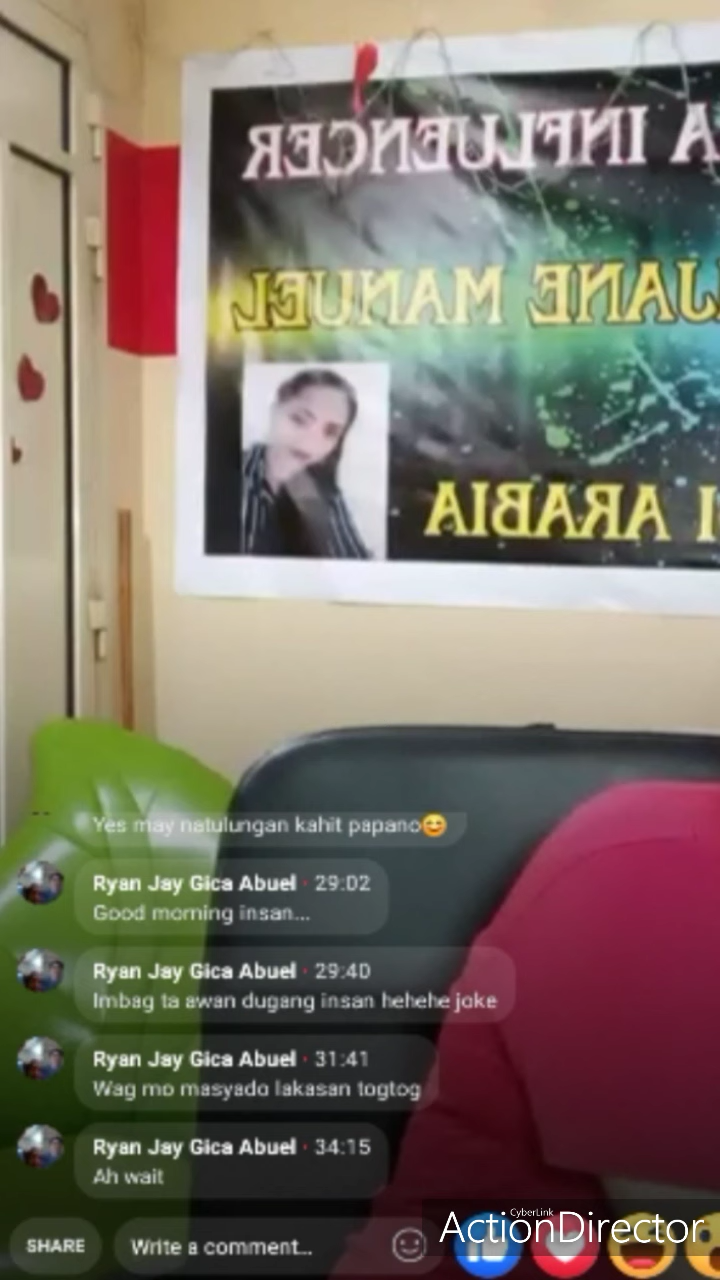 A INFLUENCER
JANE MANUEL
I ARABIA
Yes may natulungan kahit papano😊
Ryan Jay Gica Abuel · 29:02
Good morning insan...
Ryan Jay Gica Abuel · 29:40
Imbag ta awan dugang insan hehehe joke
Ryan Jay Gica Abuel · 31:41
Wag mo masyado lakasan togtog
Ryan Jay Gica Abuel · 34:15
Ah wait
SHARE
Write a comment...
CyberLink
ActionDirector